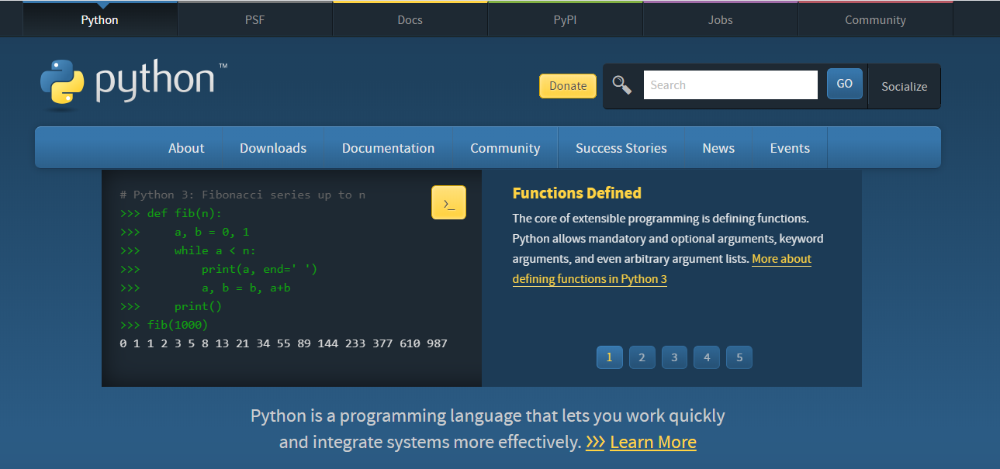 Python PSF Docs PyPI Jobs Community
python™
Donate Search GO Socialize
About Downloads Documentation Community Success Stories News Events
# Python 3: Fibonacci series up to n
>>> def fib(n):
>>>     a, b = 0, 1
>>>     while a < n:
>>>         print(a, end=' ')
>>>         a, b = b, a+b
>>>     print()
>>> fib(1000)
0 1 1 2 3 5 8 13 21 34 55 89 144 233 377 610 987
>_
Functions Defined
The core of extensible programming is defining functions.
Python allows mandatory and optional arguments, keyword
arguments, and even arbitrary argument lists. More about
defining functions in Python 3
1 2 3 4 5
Python is a programming language that lets you work quickly
and integrate systems more effectively. >>> Learn More